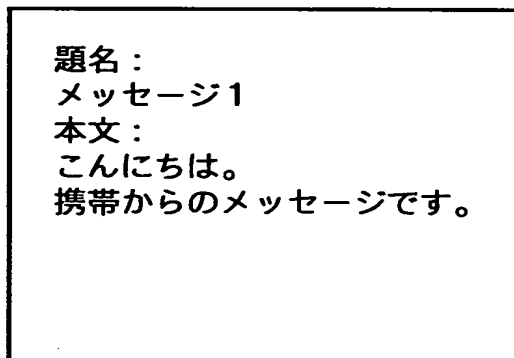 題名：
メッセージ1
本文：
こんにちは。
携帯からのメッセージです。